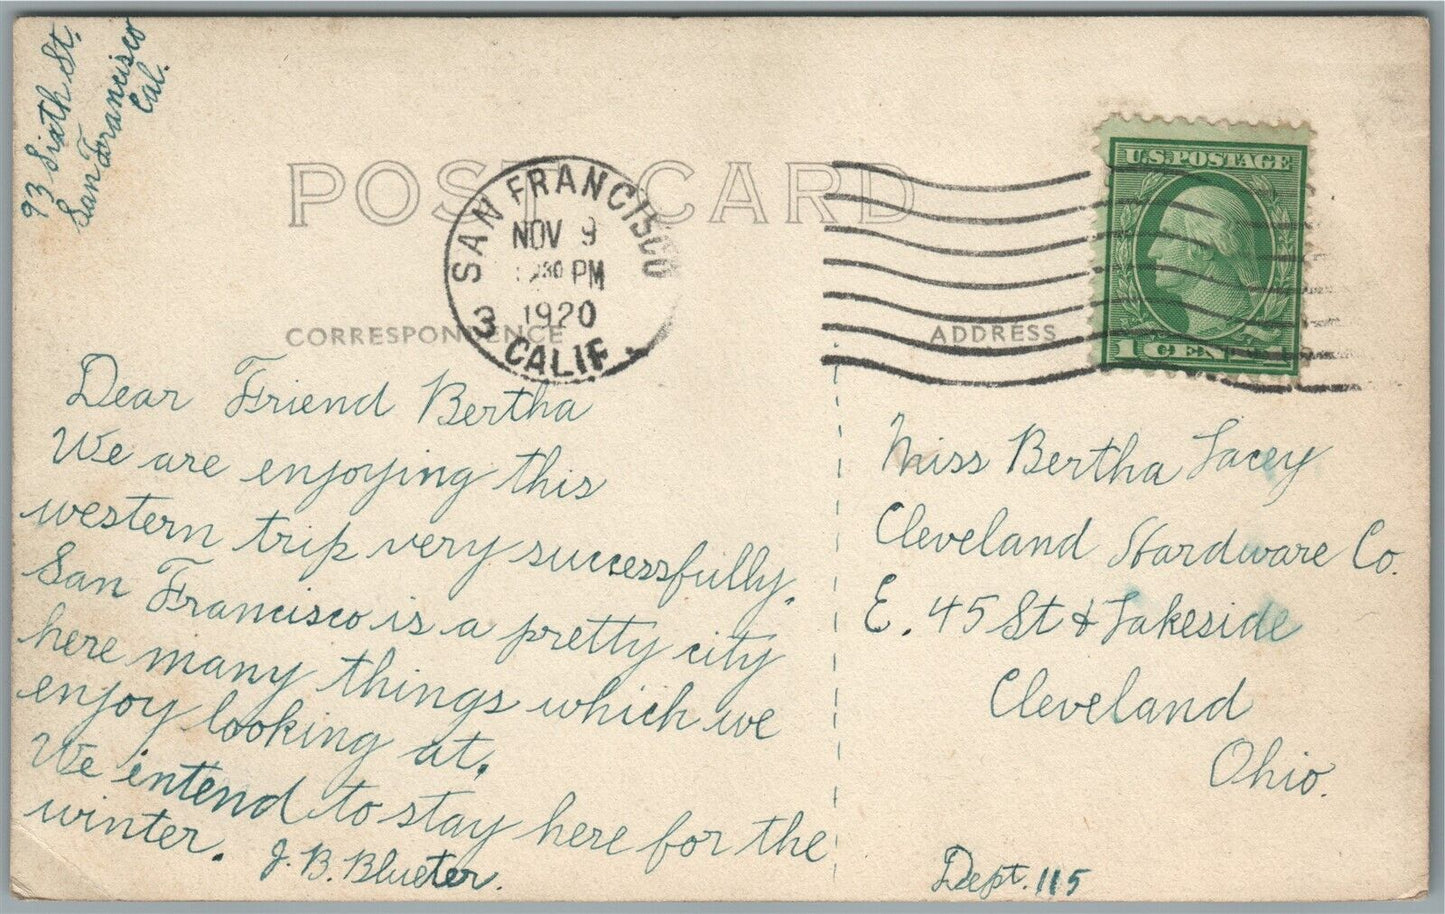 93 Sixth St,
San Francisco
Cal.
POST CARD
SAN FRANCISCO
NOV 9
30 PM
1920
3 CALIF.
U.S. POSTAGE
1 CENT 1
CORRESPONDENCE
ADDRESS
Dear Friend Bertha
We are enjoying this
western trip very successfully.
San Francisco is a pretty city
here many things which we
enjoy looking at.
We entend to stay here for the
winter. J. B. Blueter.
Miss Bertha Lacey
Cleveland Hardware Co.
E. 45 St & Lakeside
Cleveland
Ohio.
Dept. 115